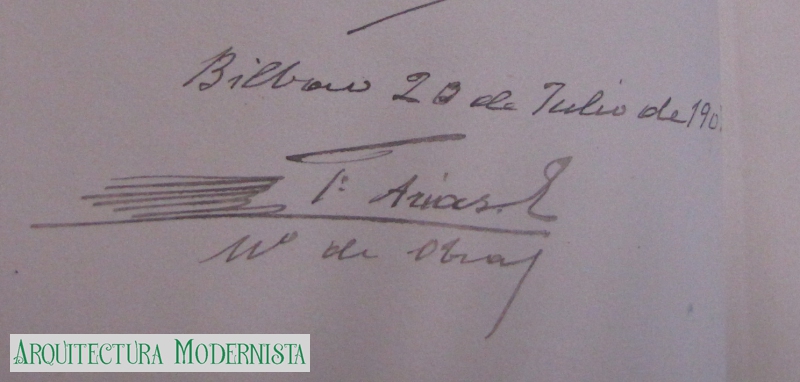 Bilbao 20 de Julio de 190
Arias.
Mº de Obras
ARQUITECTURA MODERNISTA